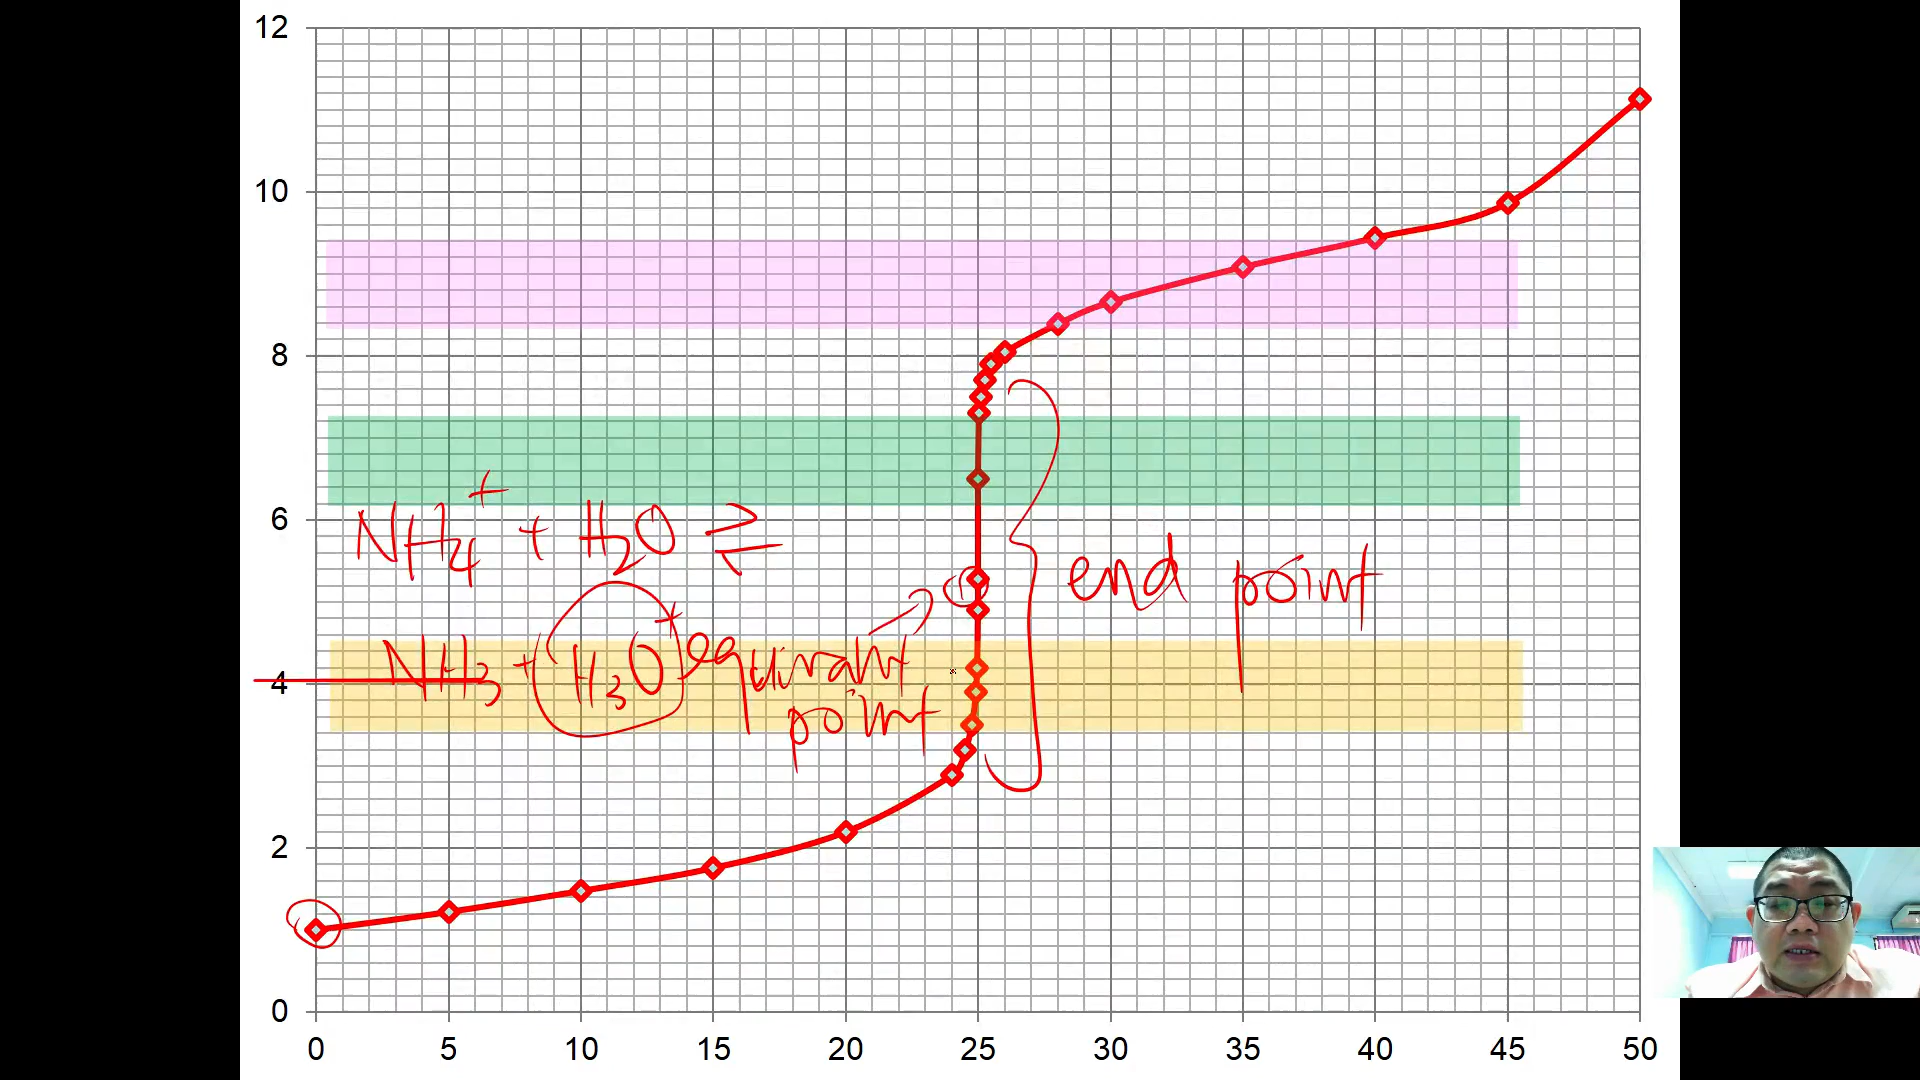 12
10
8
6
4
2
0
NH4+ + H2O ⇌
NH3 + H3O+
equivalent
point
end point
0 5 10 15 20 25 30 35 40 45 50